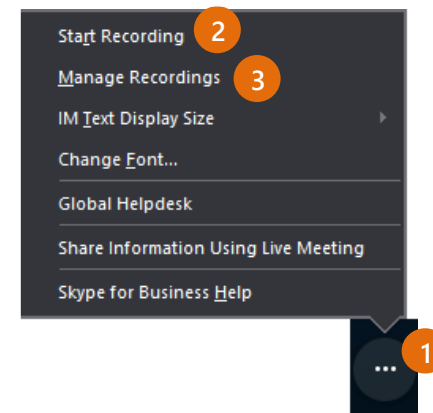 Start Recording 2
Manage Recordings 3
IM Text Display Size
Change Font...
Global Helpdesk
Share Information Using Live Meeting
Skype for Business Help
1
...